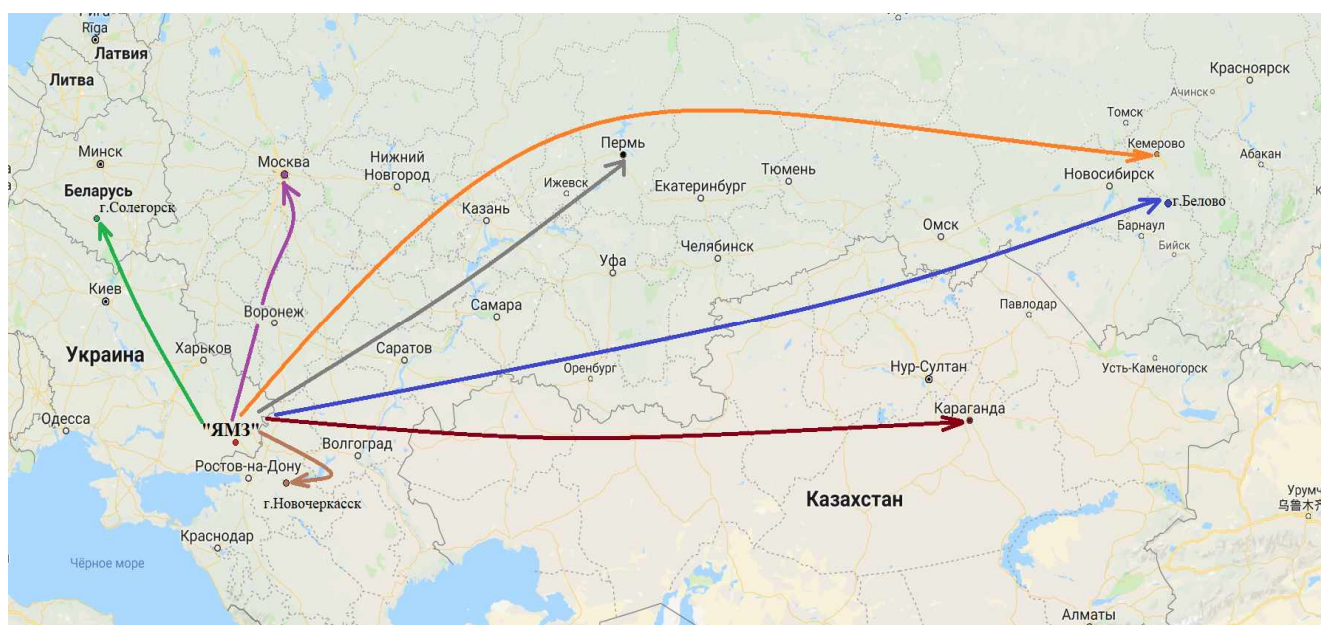 Rīga
Латвия
Литва
Красноярск
Ачинск
Томск
Минск
Москва
Нижний
Новгород
Пермь
Кемерово
Абакан
Беларусь
г.Солегорск
Ижевск
Екатеринбург
Тюмень
Новосибирск
г.Белово
Казань
Омск
Барнаул
Бийск
Челябинск
Уфа
Киев
Воронеж
Самара
Павлодар
Украина
Харьков
Саратов
Оренбург
Нур-Султан
Усть-Каменогорск
Одесса
"ЯМЗ"
Караганда
Волгоград
Ростов-на-Дону
г.Новочеркасск
Казахстан
Урумч
乌鲁木齐
Краснодар
Чёрное море
Алматы